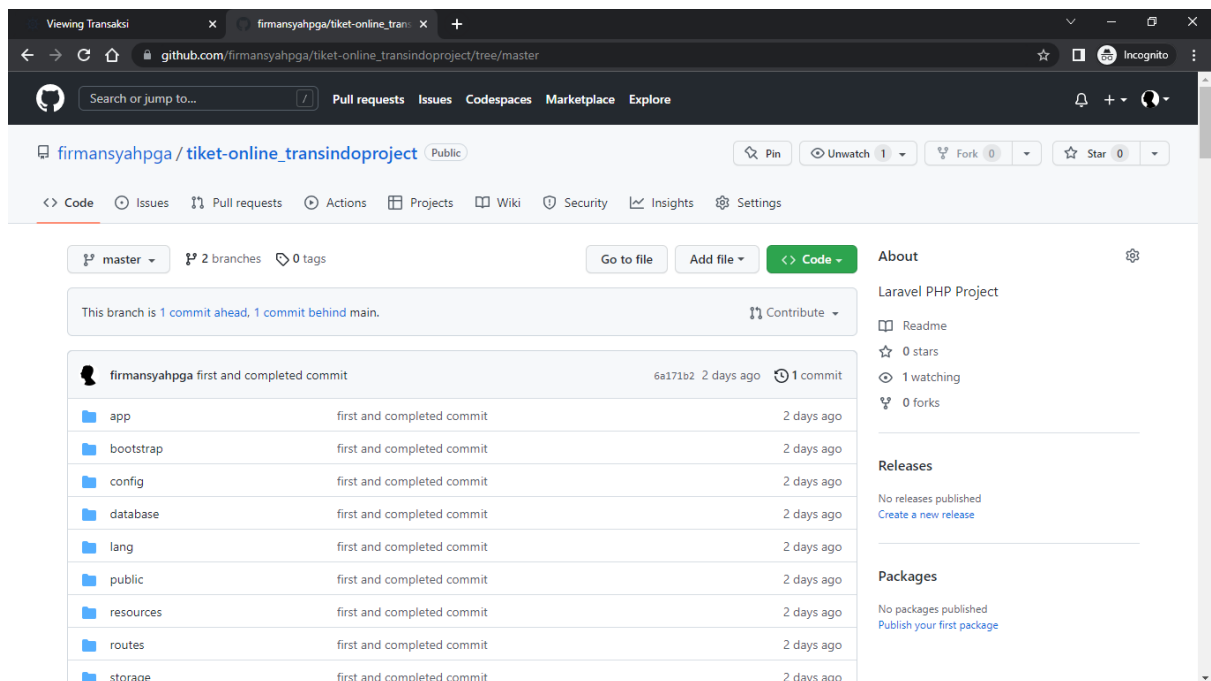 Viewing Transaksi
firmansyahpga/tiket-online_trans
github.com/firmansyahpga/tiket-online_transindoproject/tree/master
Incognito
Search or jump to... /
Pull requests Issues Codespaces Marketplace Explore
firmansyahpga / tiket-online_transindoproject Public
Pin Unwatch 1 Fork 0 Star 0
Code Issues Pull requests Actions Projects Wiki Security Insights Settings
master 2 branches 0 tags Go to file Add file Code
This branch is 1 commit ahead, 1 commit behind main. Contribute
firmansyahpga first and completed commit 6a171b2 2 days ago 1 commit
app first and completed commit 2 days ago
bootstrap first and completed commit 2 days ago
config first and completed commit 2 days ago
database first and completed commit 2 days ago
lang first and completed commit 2 days ago
public first and completed commit 2 days ago
resources first and completed commit 2 days ago
routes first and completed commit 2 days ago
storage first and completed commit 2 days ago
About
Laravel PHP Project
Readme
0 stars
1 watching
0 forks
Releases
No releases published
Create a new release
Packages
No packages published
Publish your first package